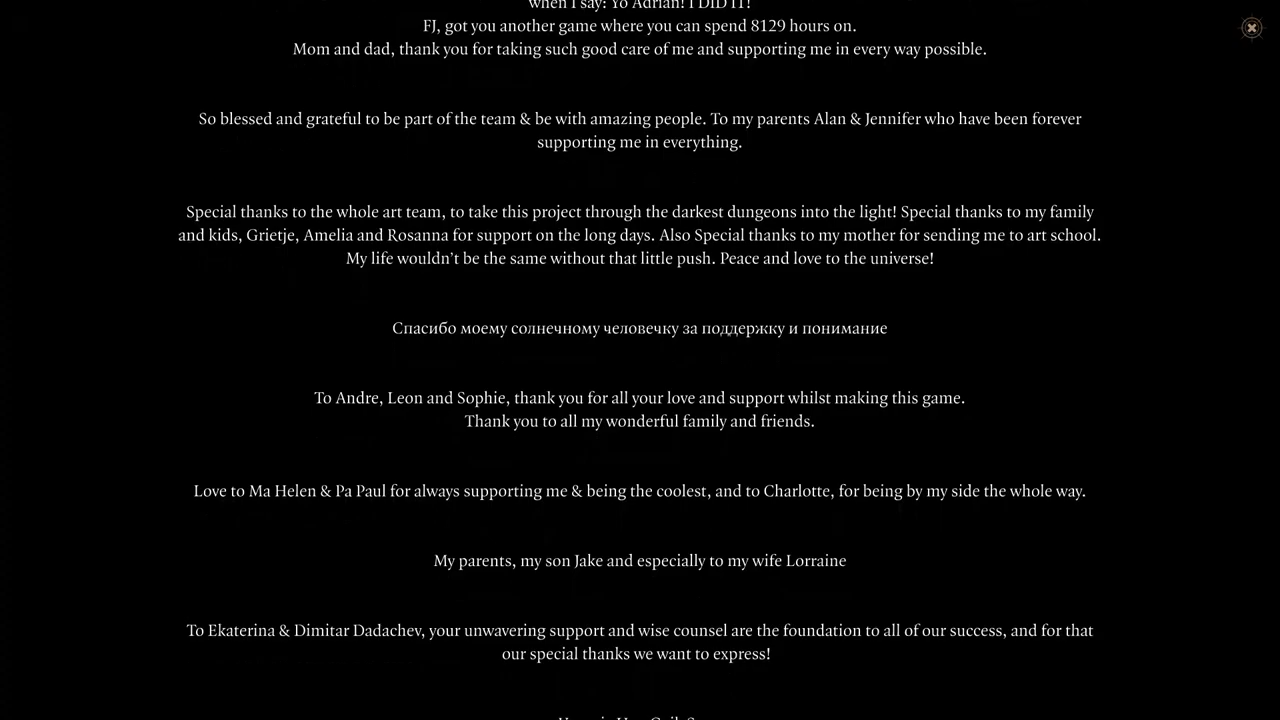 when I say: Yo Adrian! I DID IT!
FJ, got you another game where you can spend 8129 hours on.
Mom and dad, thank you for taking such good care of me and supporting me in every way possible.
So blessed and grateful to be part of the team & be with amazing people. To my parents Alan & Jennifer who have been forever
supporting me in everything.
Special thanks to the whole art team, to take this project through the darkest dungeons into the light! Special thanks to my family
and kids, Grietje, Amelia and Rosanna for support on the long days. Also Special thanks to my mother for sending me to art school.
My life wouldn't be the same without that little push. Peace and love to the universe!
Спасибо моему солнечному человечку за поддержку и понимание
To Andre, Leon and Sophie, thank you for all your love and support whilst making this game.
Thank you to all my wonderful family and friends.
Love to Ma Helen & Pa Paul for always supporting me & being the coolest, and to Charlotte, for being by my side the whole way.
My parents, my son Jake and especially to my wife Lorraine
To Ekaterina & Dimitar Dadachev, your unwavering support and wise counsel are the foundation to all of our success, and for that
our special thanks we want to express!